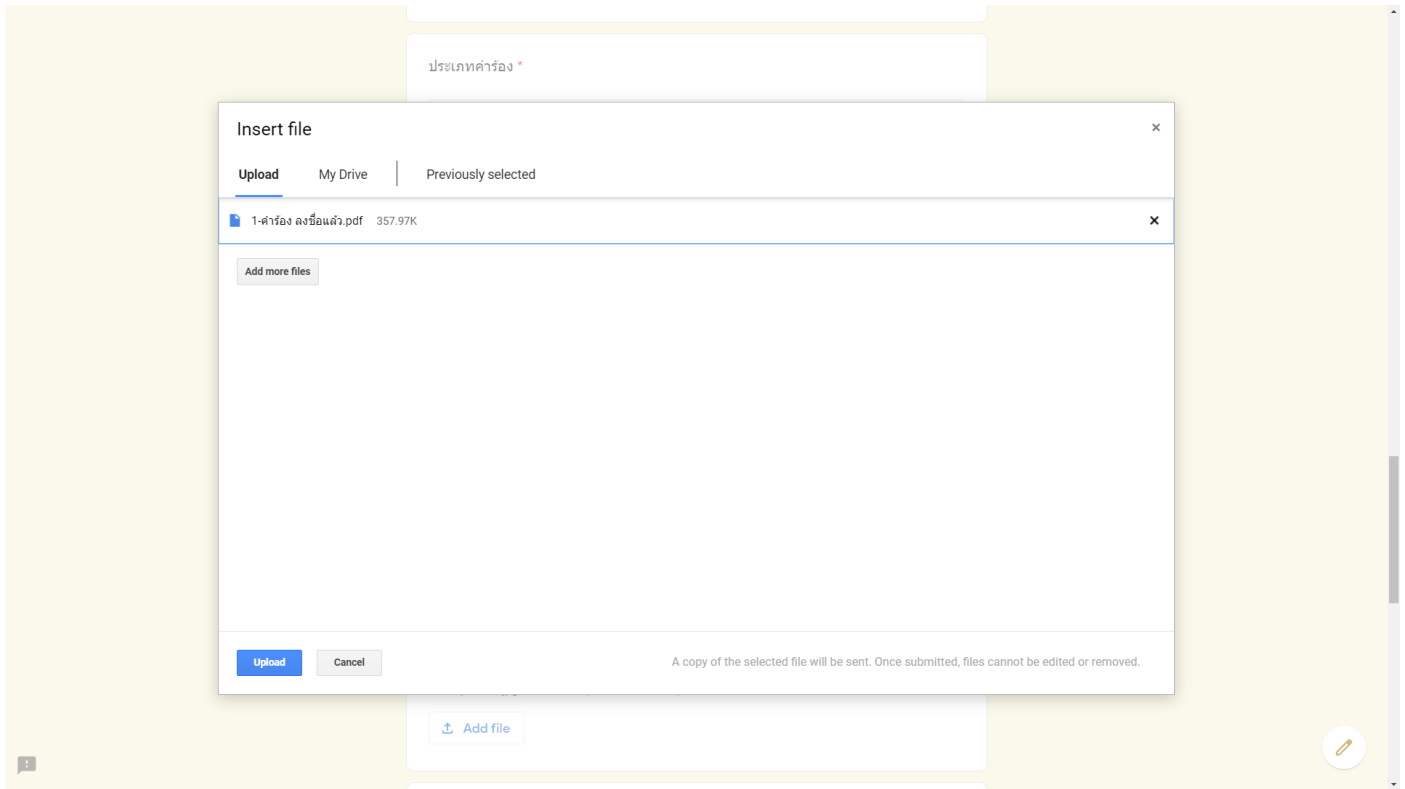 ประเภทคำร้อง *
Insert file
×
Upload
My Drive
Previously selected
1-คำร้อง ลงชื่อแล้ว.pdf 357.97K
Add more files
Upload
Cancel
A copy of the selected file will be sent. Once submitted, files cannot be edited or removed.
Add file